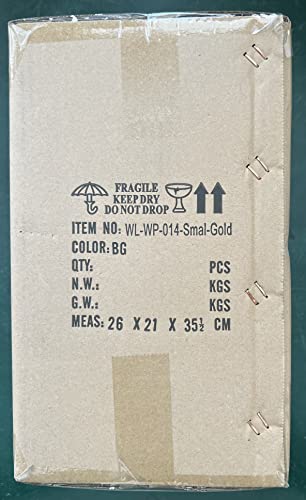 FRAGILE
KEEP DRY
DO NOT DROP
ITEM NO: WL-WP-014-Smal-Gold
COLOR: BG
QTY: PCS
N.W.: KGS
G.W.: KGS
MEAS: 26 X 21 X 35½ CM